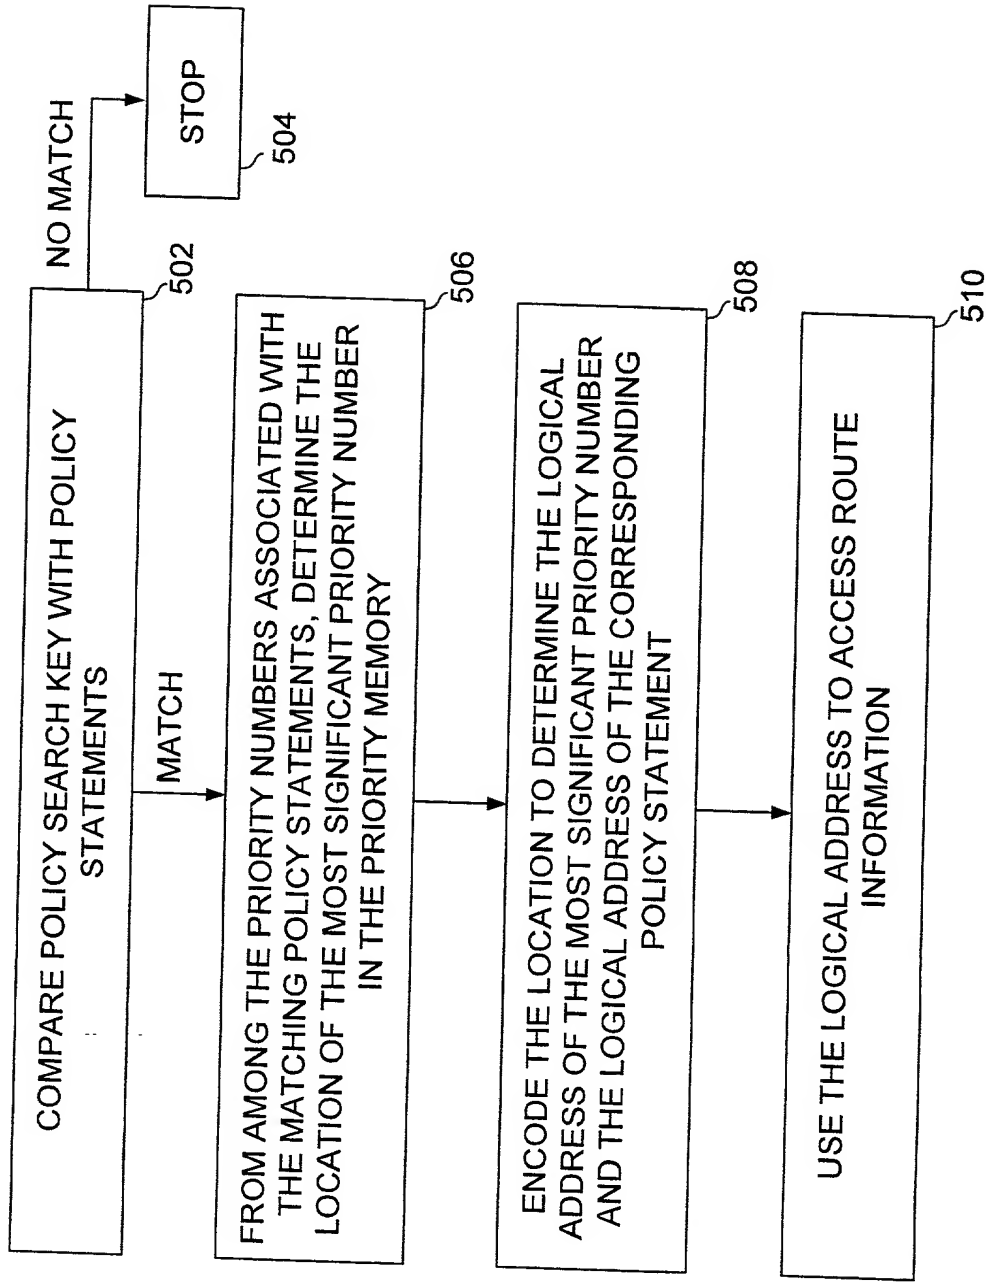 COMPARE POLICY SEARCH KEY WITH POLICY
STATEMENTS
502
NO MATCH
STOP
504
MATCH
FROM AMONG THE PRIORITY NUMBERS ASSOCIATED WITH
THE MATCHING POLICY STATEMENTS, DETERMINE THE
LOCATION OF THE MOST SIGNIFICANT PRIORITY NUMBER
IN THE PRIORITY MEMORY
506
ENCODE THE LOCATION TO DETERMINE THE LOGICAL
ADDRESS OF THE MOST SIGNIFICANT PRIORITY NUMBER
AND THE LOGICAL ADDRESS OF THE CORRESPONDING
POLICY STATEMENT
508
USE THE LOGICAL ADDRESS TO ACCESS ROUTE
INFORMATION
510